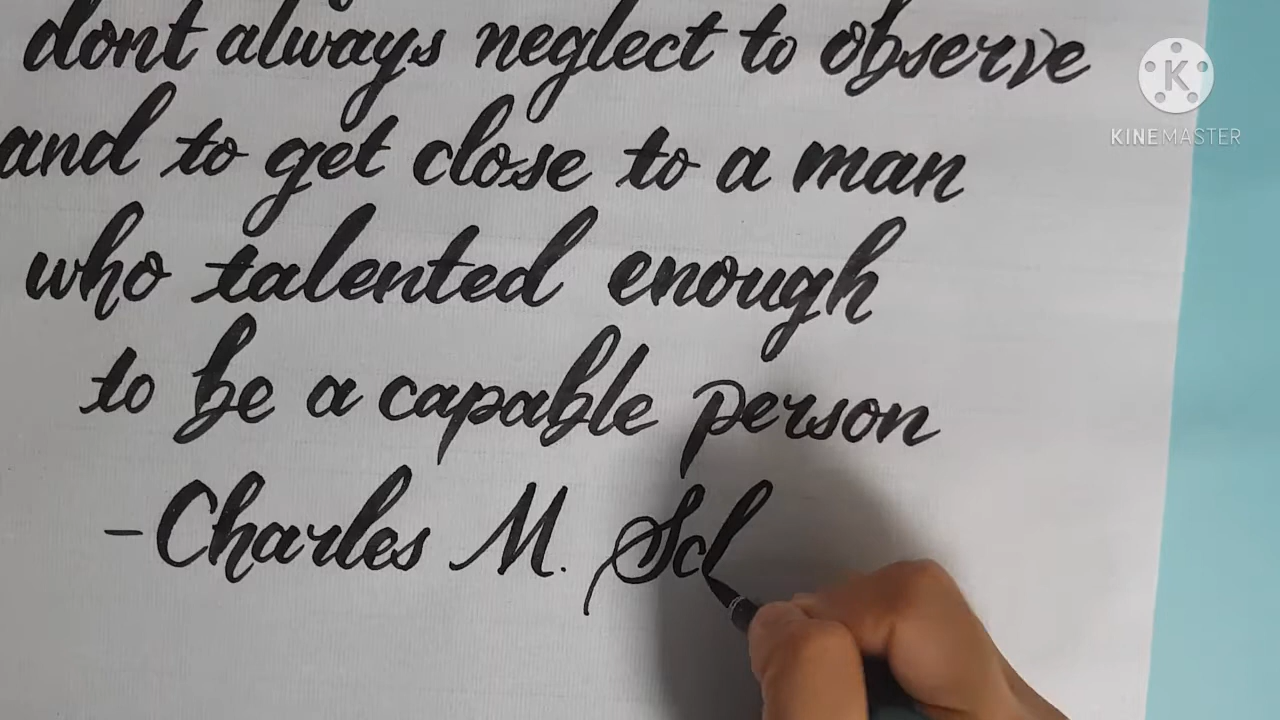 dont always neglect to observe
and to get close to a man
who talented enough
to be a capable person
-Charles M. Scl
KINEMASTER